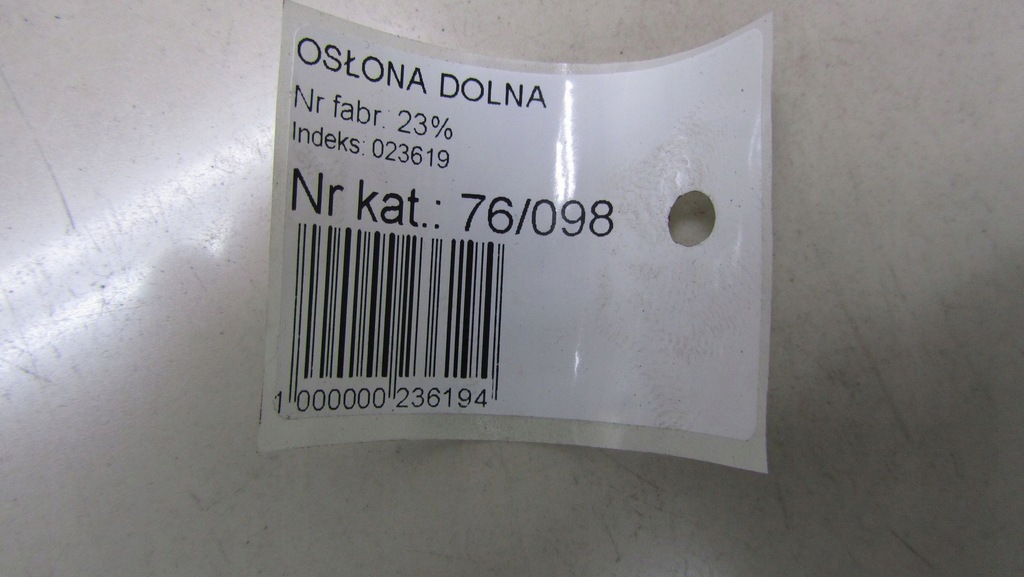 OSŁONA DOLNA
Nr fabr. 23%
Indeks: 023619
Nr kat.: 76/098
1 000000 236194